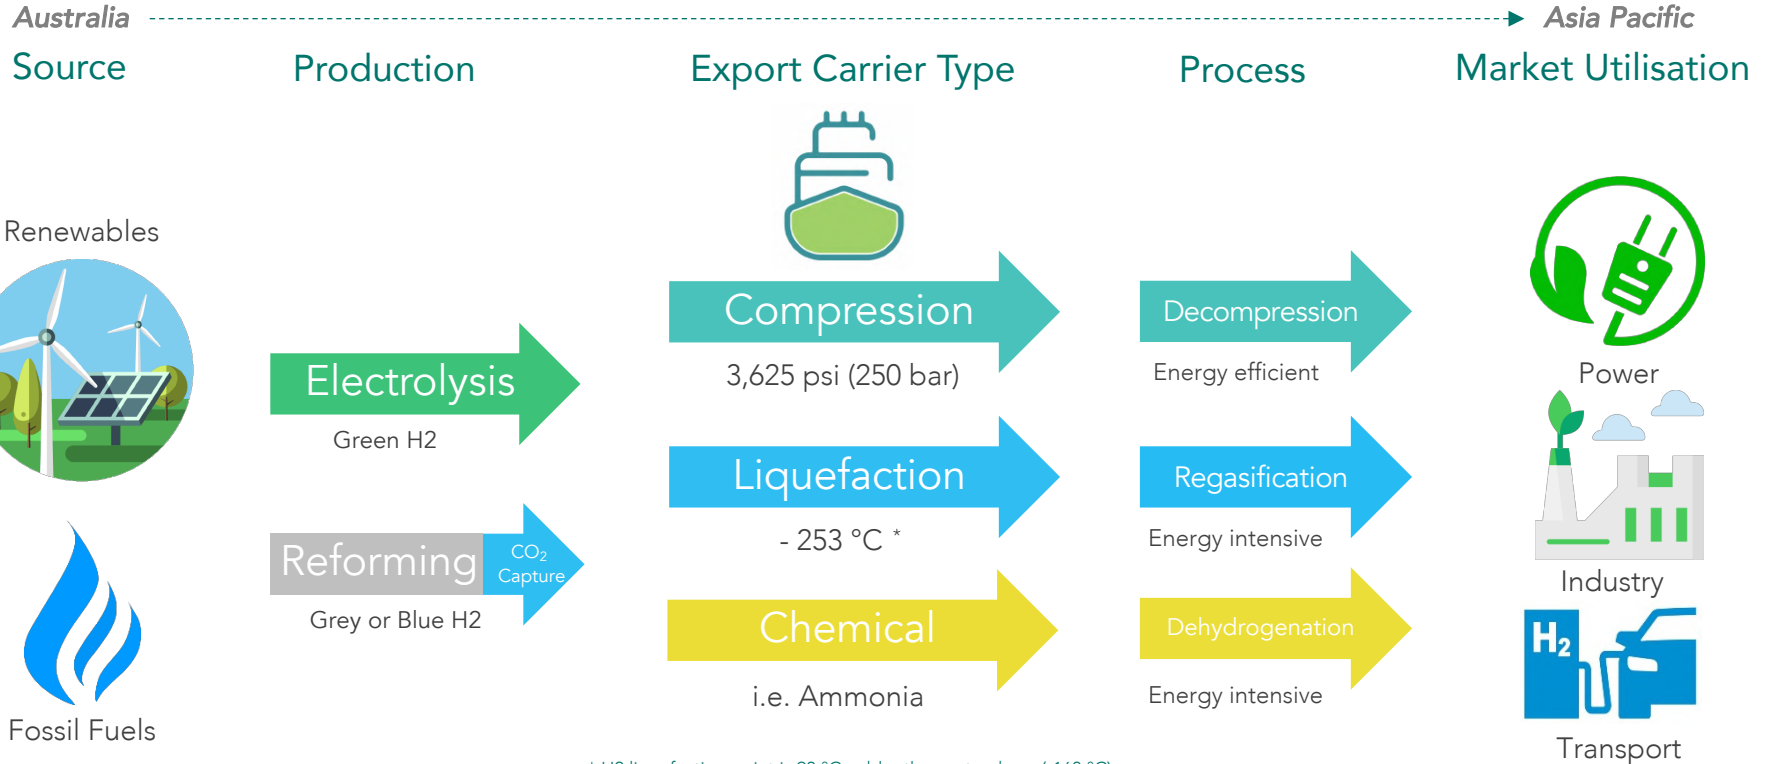 Australia
Asia Pacific
Source
Production
Export Carrier Type
Process
Market Utilisation
Renewables
Electrolysis
Green H2
Reforming
CO2
Capture
Grey or Blue H2
Fossil Fuels
Compression
3,625 psi (250 bar)
Liquefaction
- 253 °C *
Chemical
i.e. Ammonia
Decompression
Energy efficient
Regasification
Energy intensive
Dehydrogenation
Energy intensive
Power
Industry
H2
Transport